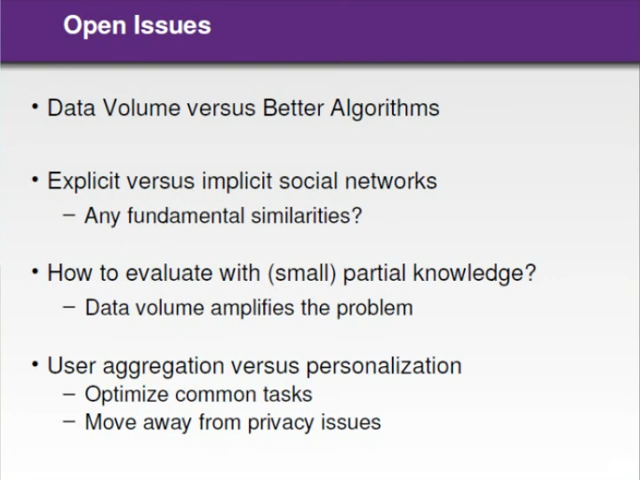 Open Issues
• Data Volume versus Better Algorithms
• Explicit versus implicit social networks
– Any fundamental similarities?
• How to evaluate with (small) partial knowledge?
– Data volume amplifies the problem
• User aggregation versus personalization
– Optimize common tasks
– Move away from privacy issues